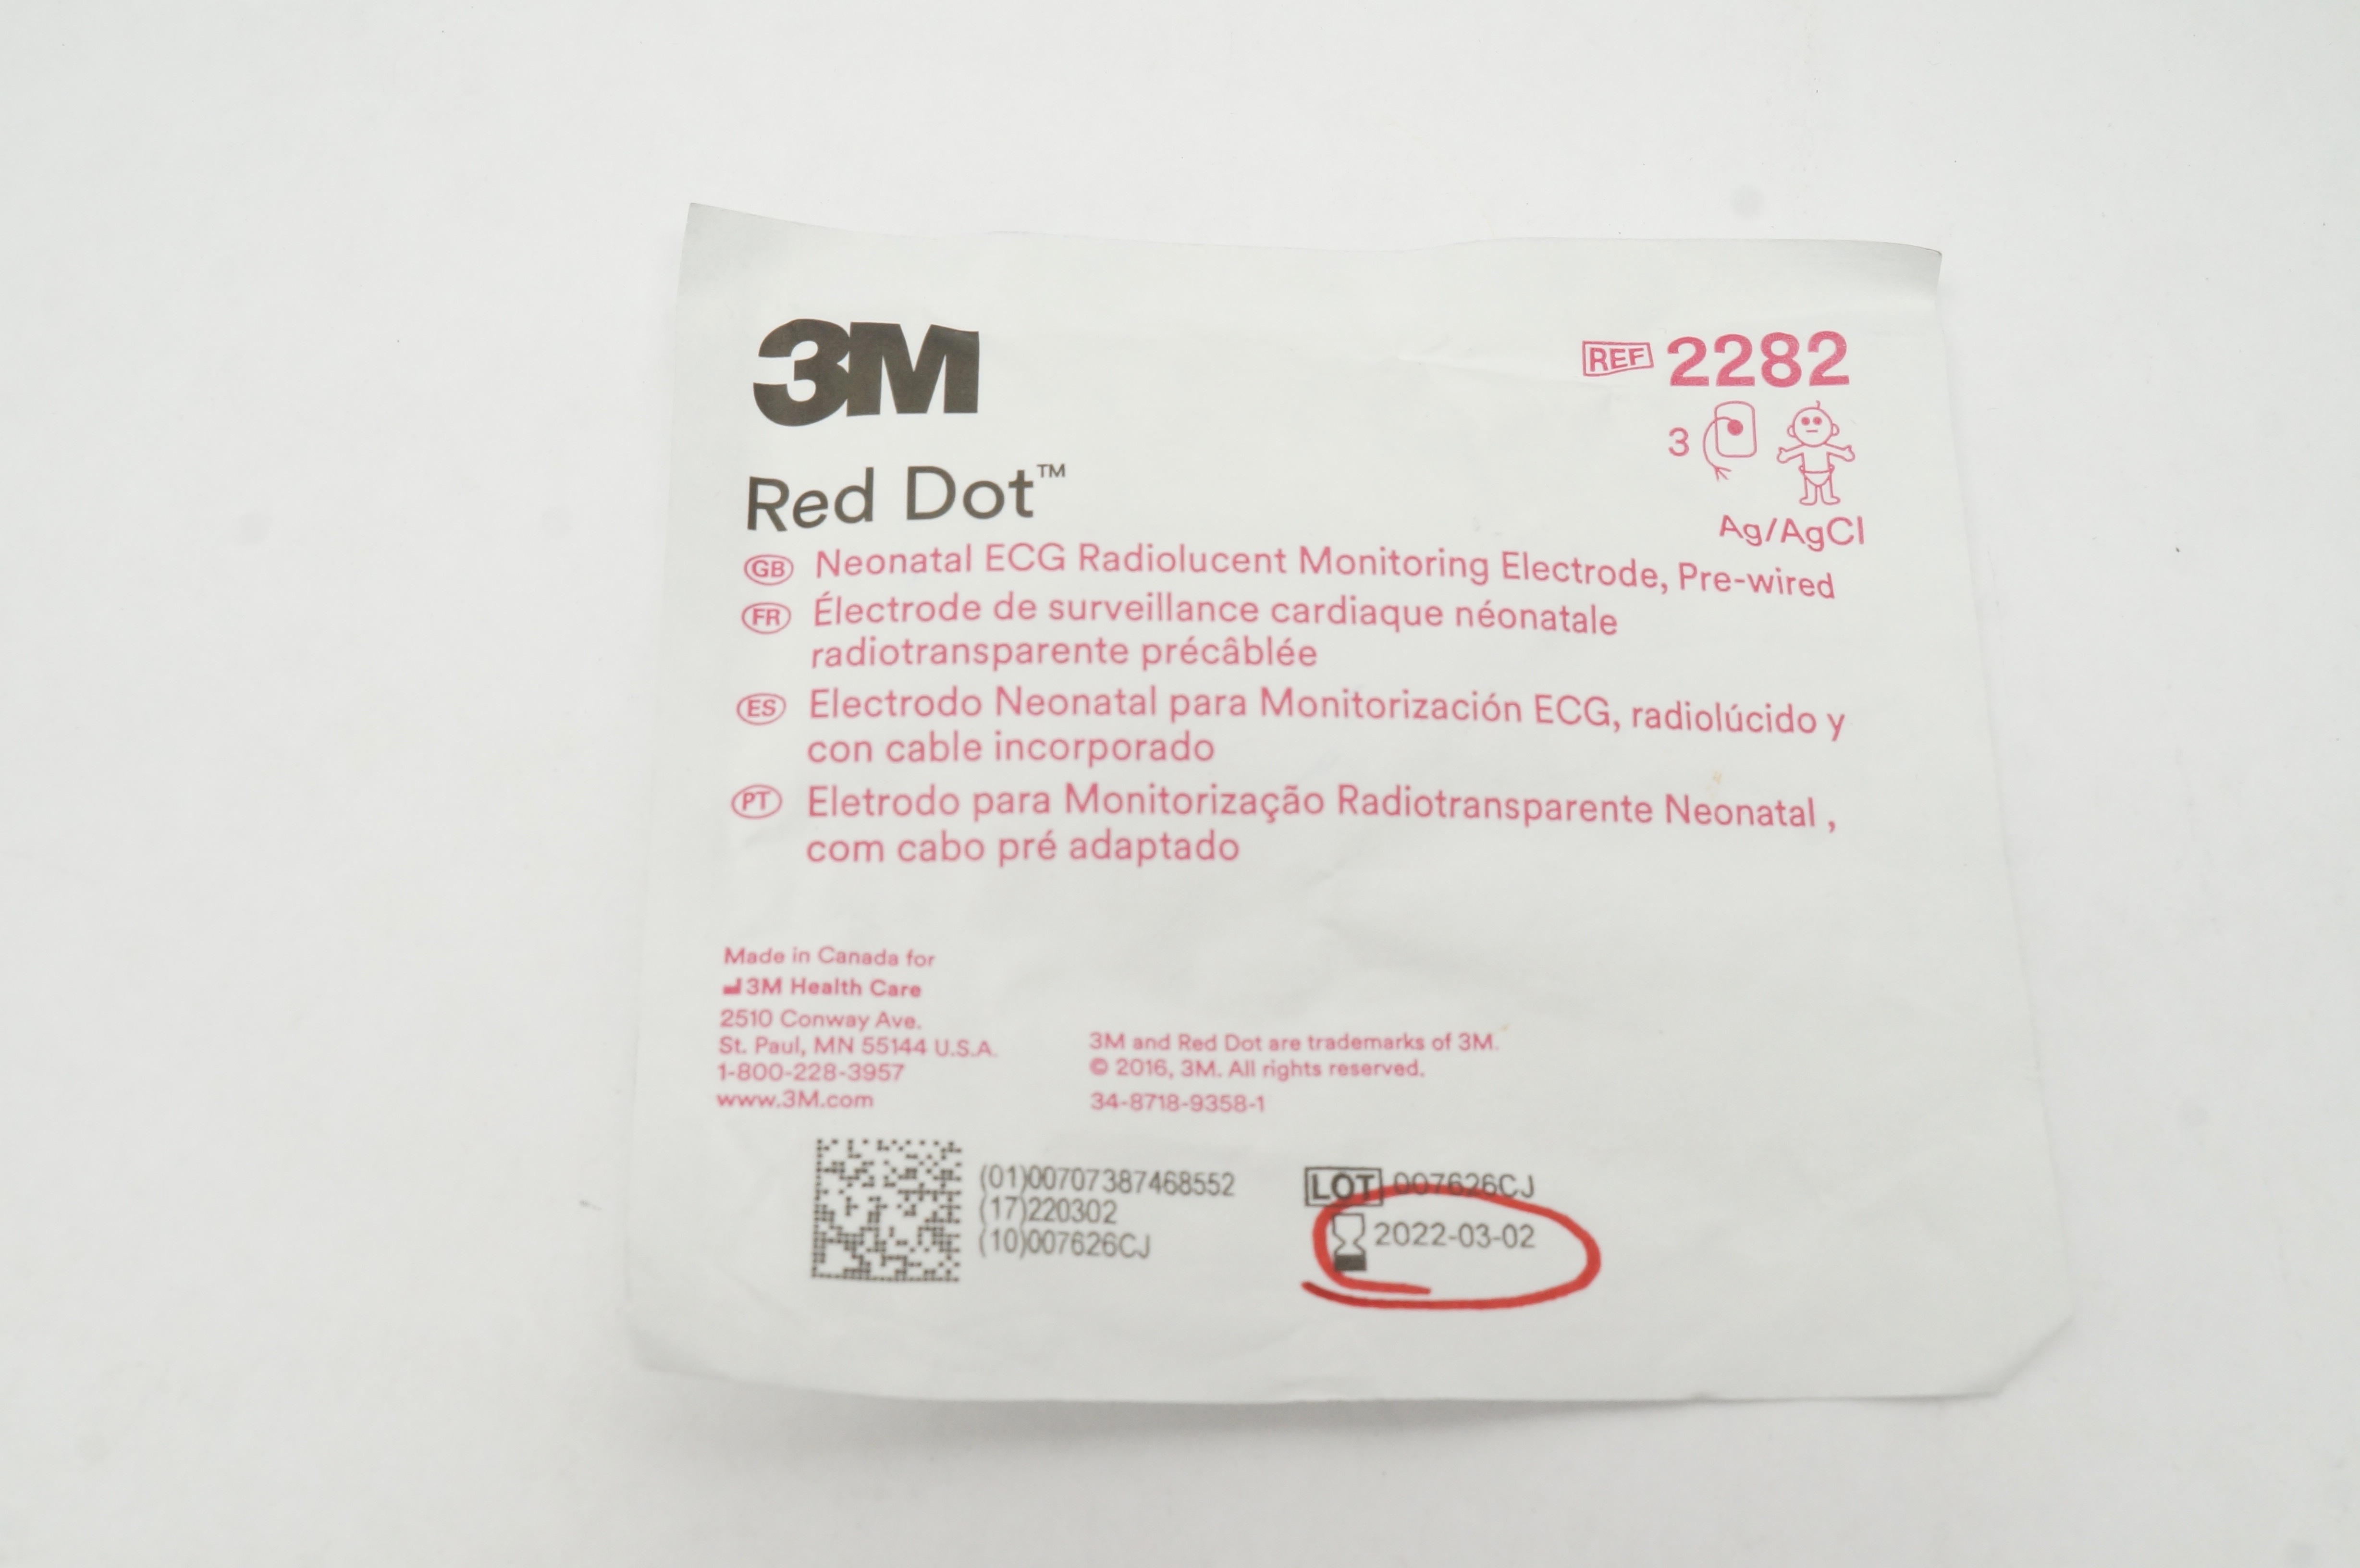 3M
Red Dot™
REF 2282
3
Ag/AgCl
GB Neonatal ECG Radiolucent Monitoring Electrode, Pre-wired
FR Électrode de surveillance cardiaque néonatale
radiotransparente précâblée
ES Electrodo Neonatal para Monitorización ECG, radiolúcido y
con cable incorporado
PT Eletrodo para Monitorização Radiotransparente Neonatal ,
com cabo pré adaptado
Made in Canada for
3M Health Care
2510 Conway Ave.
St. Paul, MN 55144 U.S.A.
1-800-228-3957
www.3M.com
3M and Red Dot are trademarks of 3M.
© 2016, 3M. All rights reserved.
34-8718-9358-1
(01)00707387468552
(17)220302
(10)007626CJ
LOT 007626CJ
2022-03-02